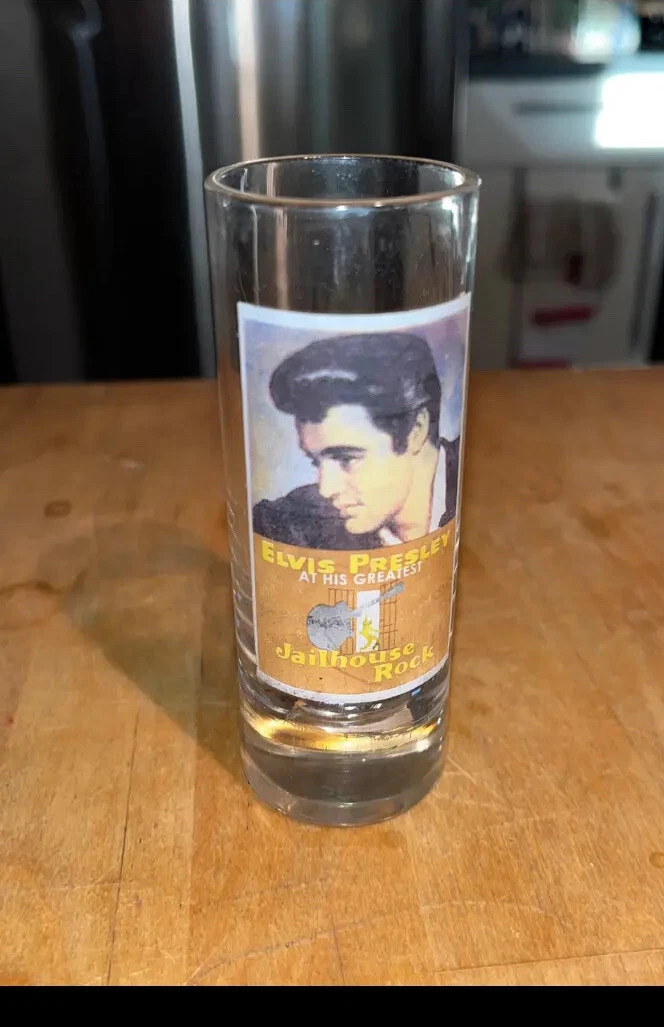 ELVIS PRESLEY
AT HIS GREATEST
Jailhouse
Rock